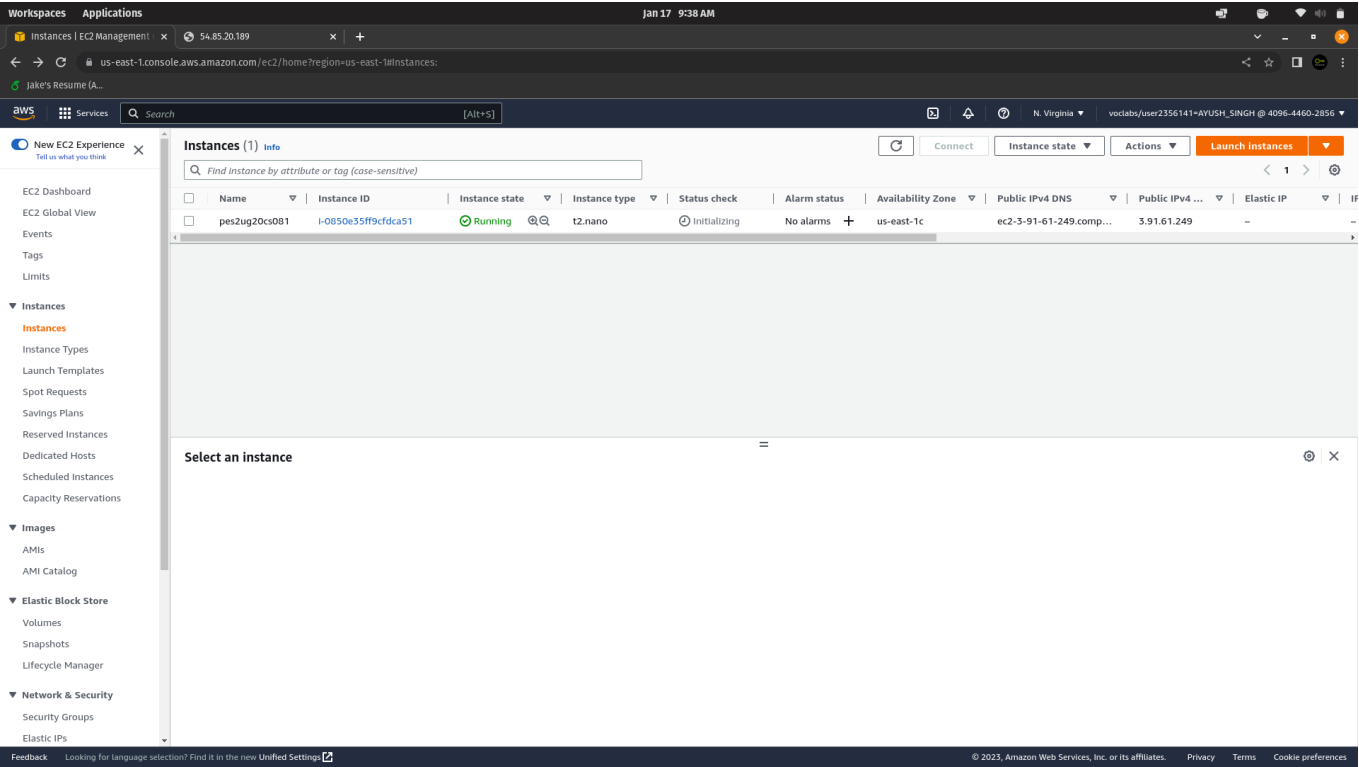 Workspaces Applications Jan 17 9:38 AM
Instances | EC2 Management 54.85.20.189
us-east-1.console.aws.amazon.com/ec2/home?region=us-east-1#Instances:
Jake's Resume (A...
aws Services Search [Alt+S] N. Virginia voclabs/user2356141=AYUSH_SINGH @ 4096-4460-2856
New EC2 Experience
Tell us what you think
EC2 Dashboard
EC2 Global View
Events
Tags
Limits
Instances
Instances
Instance Types
Launch Templates
Spot Requests
Savings Plans
Reserved Instances
Dedicated Hosts
Scheduled Instances
Capacity Reservations
Images
AMIs
AMI Catalog
Elastic Block Store
Volumes
Snapshots
Lifecycle Manager
Network & Security
Security Groups
Elastic IPs
Instances (1) Info Connect Instance state Actions Launch instances
Find instance by attribute or tag (case-sensitive) 1
Name Instance ID Instance state Instance type Status check Alarm status Availability Zone Public IPv4 DNS Public IPv4 ... Elastic IP
pes2ug20cs081 i-0850e35ff9cfdca51 Running t2.nano Initializing No alarms + us-east-1c ec2-3-91-61-249.comp... 3.91.61.249 – –
Select an instance
Feedback Looking for language selection? Find it in the new Unified Settings © 2023, Amazon Web Services, Inc. or its affiliates. Privacy Terms Cookie preferences